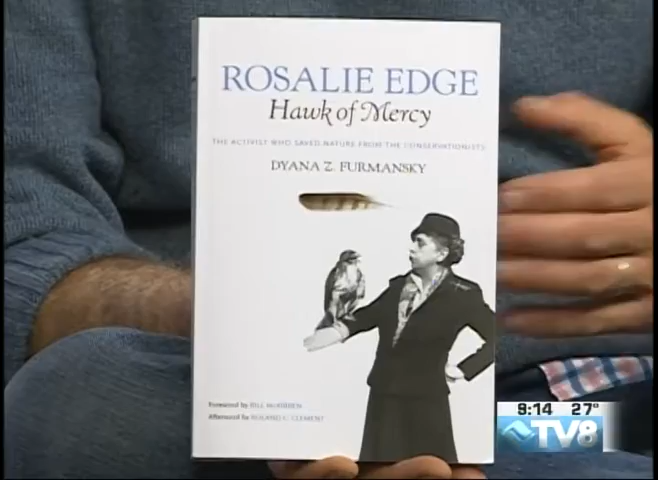 ROSALIE EDGE
Hawk of Mercy
THE ACTIVIST WHO SAVED NATURE FROM THE CONSERVATIONISTS
DYANA Z. FURMANSKY
Foreword by BILL McKIBBEN
Afterword by ROLAND C. CLEMENT
9:14 27°
TV8